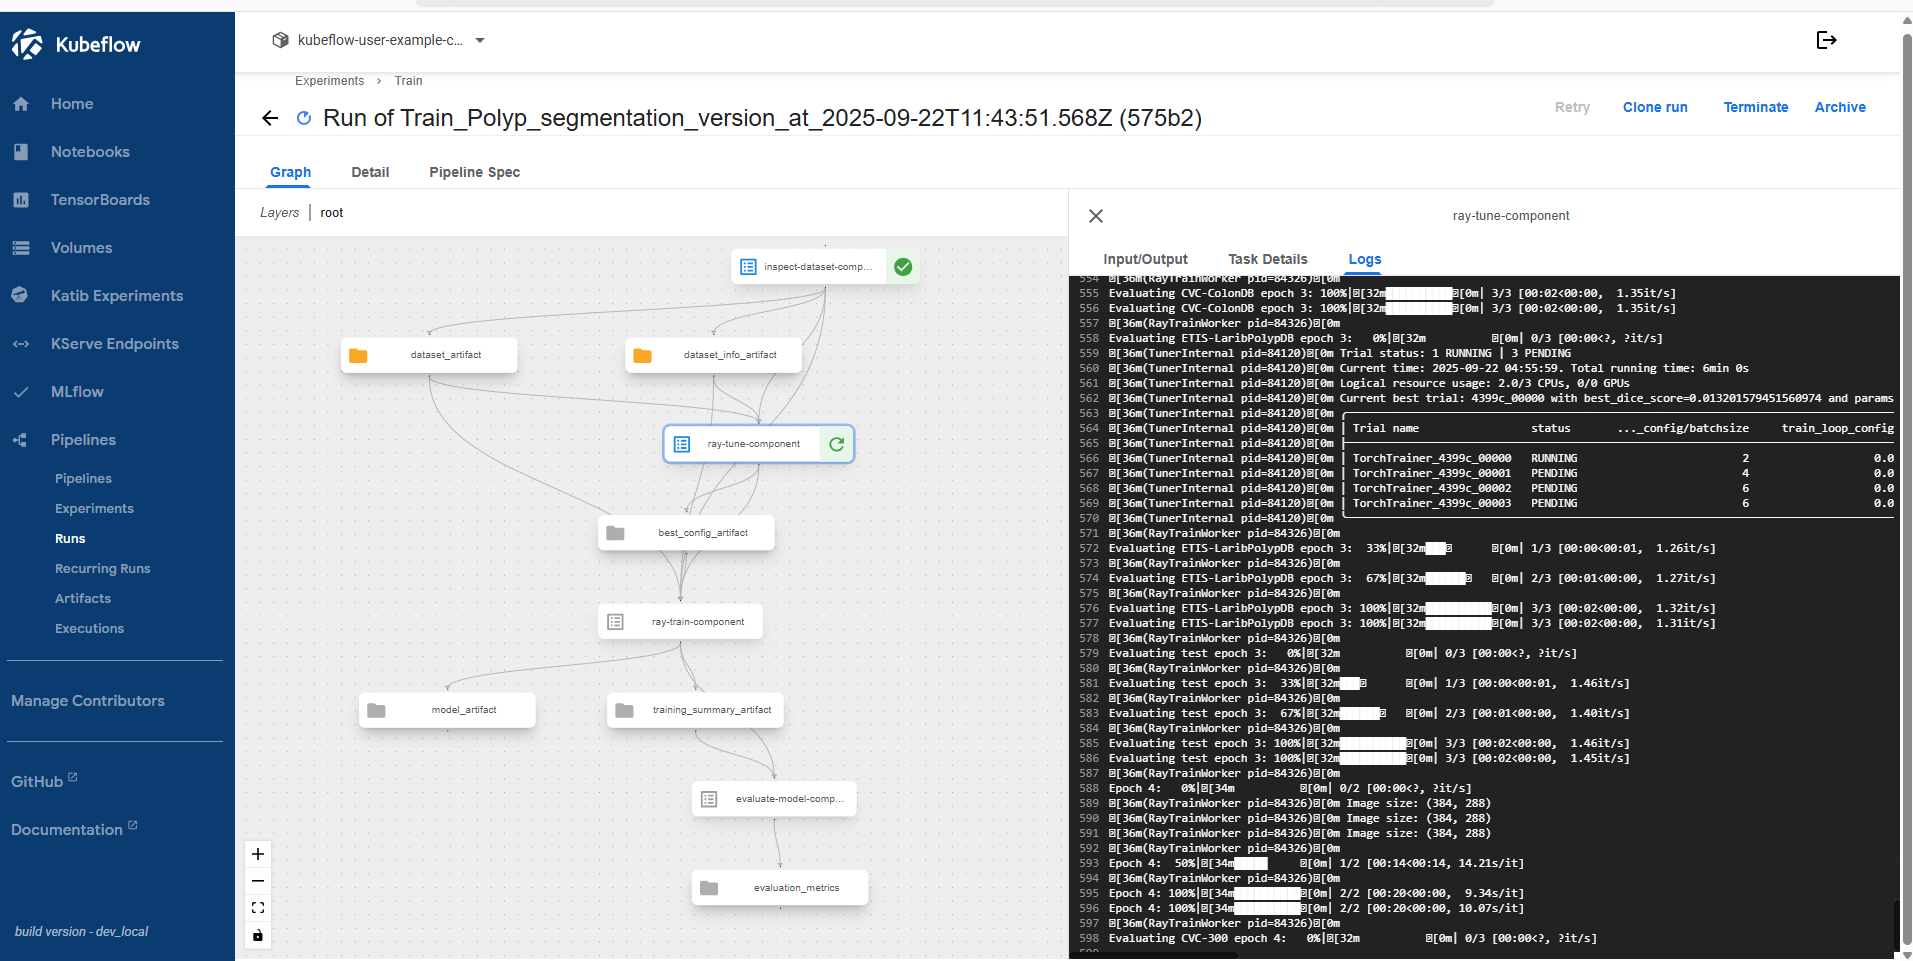 Kubeflow
kubeflow-user-example-c...
Home
Notebooks
TensorBoards
Volumes
Katib Experiments
KServe Endpoints
MLflow
Pipelines
Pipelines
Experiments
Runs
Recurring Runs
Artifacts
Executions
Manage Contributors
GitHub
Documentation
build version - dev_local
Experiments > Train
Run of Train_Polyp_segmentation_version_at_2025-09-22T11:43:51.568Z (575b2)
Retry Clone run Terminate Archive
Graph Detail Pipeline Spec
Layers | root
inspect-dataset-comp...
dataset_artifact
dataset_info_artifact
ray-tune-component
best_config_artifact
ray-train-component
model_artifact
training_summary_artifact
evaluate-model-comp...
evaluation_metrics
ray-tune-component
Input/Output Task Details Logs
554 [36m(RayTrainWorker pid=84326)[0m
555 Evaluating CVC-ColonDB epoch 3: 100%|[32m██████████[0m| 3/3 [00:02<00:00,  1.35it/s]
556 Evaluating CVC-ColonDB epoch 3: 100%|[32m██████████[0m| 3/3 [00:02<00:00,  1.35it/s]
557 [36m(RayTrainWorker pid=84326)[0m
558 Evaluating ETIS-LaribPolypDB epoch 3:   0%|[32m          [0m| 0/3 [00:00<?, ?it/s]
559 [36m(TunerInternal pid=84120)[0m Trial status: 1 RUNNING | 3 PENDING
560 [36m(TunerInternal pid=84120)[0m Current time: 2025-09-22 04:55:59. Total running time: 6min 0s
561 [36m(TunerInternal pid=84120)[0m Logical resource usage: 2.0/3 CPUs, 0/0 GPUs
562 [36m(TunerInternal pid=84120)[0m Current best trial: 4399c_00000 with best_dice_score=0.013201579451560974 and params
563 [36m(TunerInternal pid=84120)[0m
564 [36m(TunerInternal pid=84120)[0m | Trial name status ..._config/batchsize train_loop_config
565 [36m(TunerInternal pid=84120)[0m
566 [36m(TunerInternal pid=84120)[0m | TorchTrainer_4399c_00000 RUNNING 2 0.0
567 [36m(TunerInternal pid=84120)[0m | TorchTrainer_4399c_00001 PENDING 4 0.0
568 [36m(TunerInternal pid=84120)[0m | TorchTrainer_4399c_00002 PENDING 6 0.0
569 [36m(TunerInternal pid=84120)[0m | TorchTrainer_4399c_00003 PENDING 6 0.0
570 [36m(TunerInternal pid=84120)[0m
571 [36m(RayTrainWorker pid=84326)[0m
572 Evaluating ETIS-LaribPolypDB epoch 3:  33%|[32m███      [0m| 1/3 [00:00<00:01,  1.26it/s]
573 [36m(RayTrainWorker pid=84326)[0m
574 Evaluating ETIS-LaribPolypDB epoch 3:  67%|[32m██████   [0m| 2/3 [00:01<00:00,  1.27it/s]
575 [36m(RayTrainWorker pid=84326)[0m
576 Evaluating ETIS-LaribPolypDB epoch 3: 100%|[32m██████████[0m| 3/3 [00:02<00:00,  1.32it/s]
577 Evaluating ETIS-LaribPolypDB epoch 3: 100%|[32m██████████[0m| 3/3 [00:02<00:00,  1.31it/s]
578 [36m(RayTrainWorker pid=84326)[0m
579 Evaluating test epoch 3:   0%|[32m          [0m| 0/3 [00:00<?, ?it/s]
580 [36m(RayTrainWorker pid=84326)[0m
581 Evaluating test epoch 3:  33%|[32m███      [0m| 1/3 [00:00<00:01,  1.46it/s]
582 [36m(RayTrainWorker pid=84326)[0m
583 Evaluating test epoch 3:  67%|[32m██████   [0m| 2/3 [00:01<00:00,  1.40it/s]
584 [36m(RayTrainWorker pid=84326)[0m
585 Evaluating test epoch 3: 100%|[32m██████████[0m| 3/3 [00:02<00:00,  1.46it/s]
586 Evaluating test epoch 3: 100%|[32m██████████[0m| 3/3 [00:02<00:00,  1.45it/s]
587 [36m(RayTrainWorker pid=84326)[0m
588 Epoch 4:   0%|[34m          [0m| 0/2 [00:00<?, ?it/s]
589 [36m(RayTrainWorker pid=84326)[0m Image size: (384, 288)
590 [36m(RayTrainWorker pid=84326)[0m Image size: (384, 288)
591 [36m(RayTrainWorker pid=84326)[0m Image size: (384, 288)
592 [36m(RayTrainWorker pid=84326)[0m
593 Epoch 4:  50%|[34m█████     [0m| 1/2 [00:14<00:14, 14.21s/it]
594 [36m(RayTrainWorker pid=84326)[0m
595 Epoch 4: 100%|[34m██████████[0m| 2/2 [00:20<00:00,  9.34s/it]
596 Epoch 4: 100%|[34m██████████[0m| 2/2 [00:20<00:00, 10.07s/it]
597 [36m(RayTrainWorker pid=84326)[0m
598 Evaluating CVC-300 epoch 4:   0%|[32m          [0m| 0/3 [00:00<?, ?it/s]